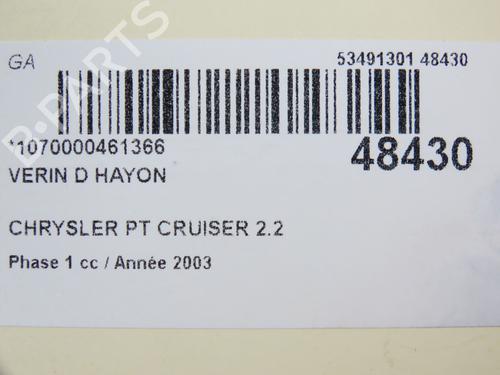 GA
53491301 48430
*1070000461366
48430
VERIN D HAYON
CHRYSLER PT CRUISER 2.2
Phase 1 cc / Année 2003
B-PARTS